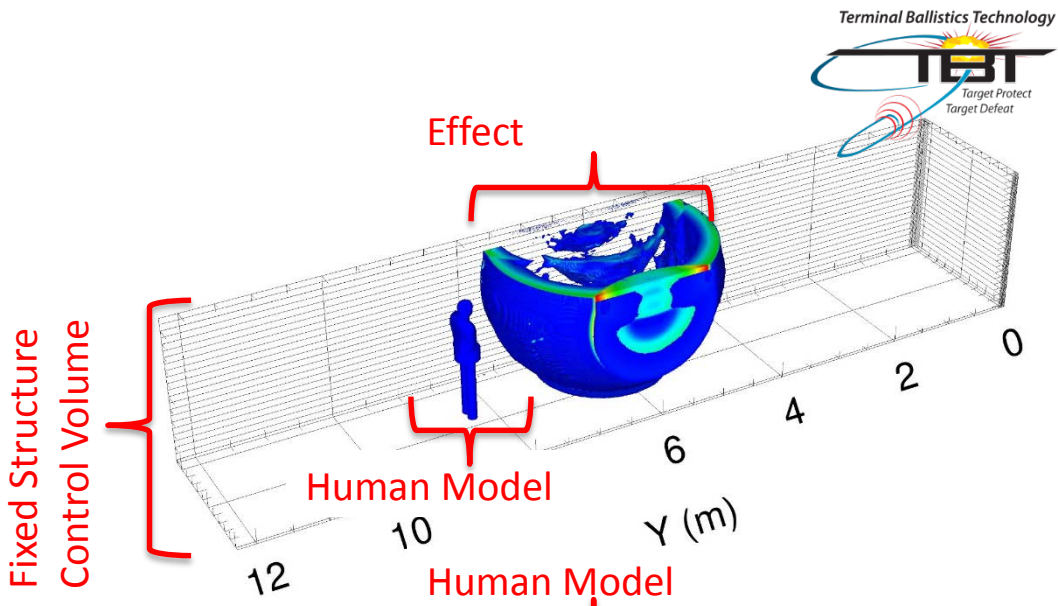 Terminal Ballistics Technology
TBT
Target Protect
Target Defeat
Effect
Fixed Structure
Control Volume
Human Model
0
2
4
6
10
12
Y (m)
Human Model